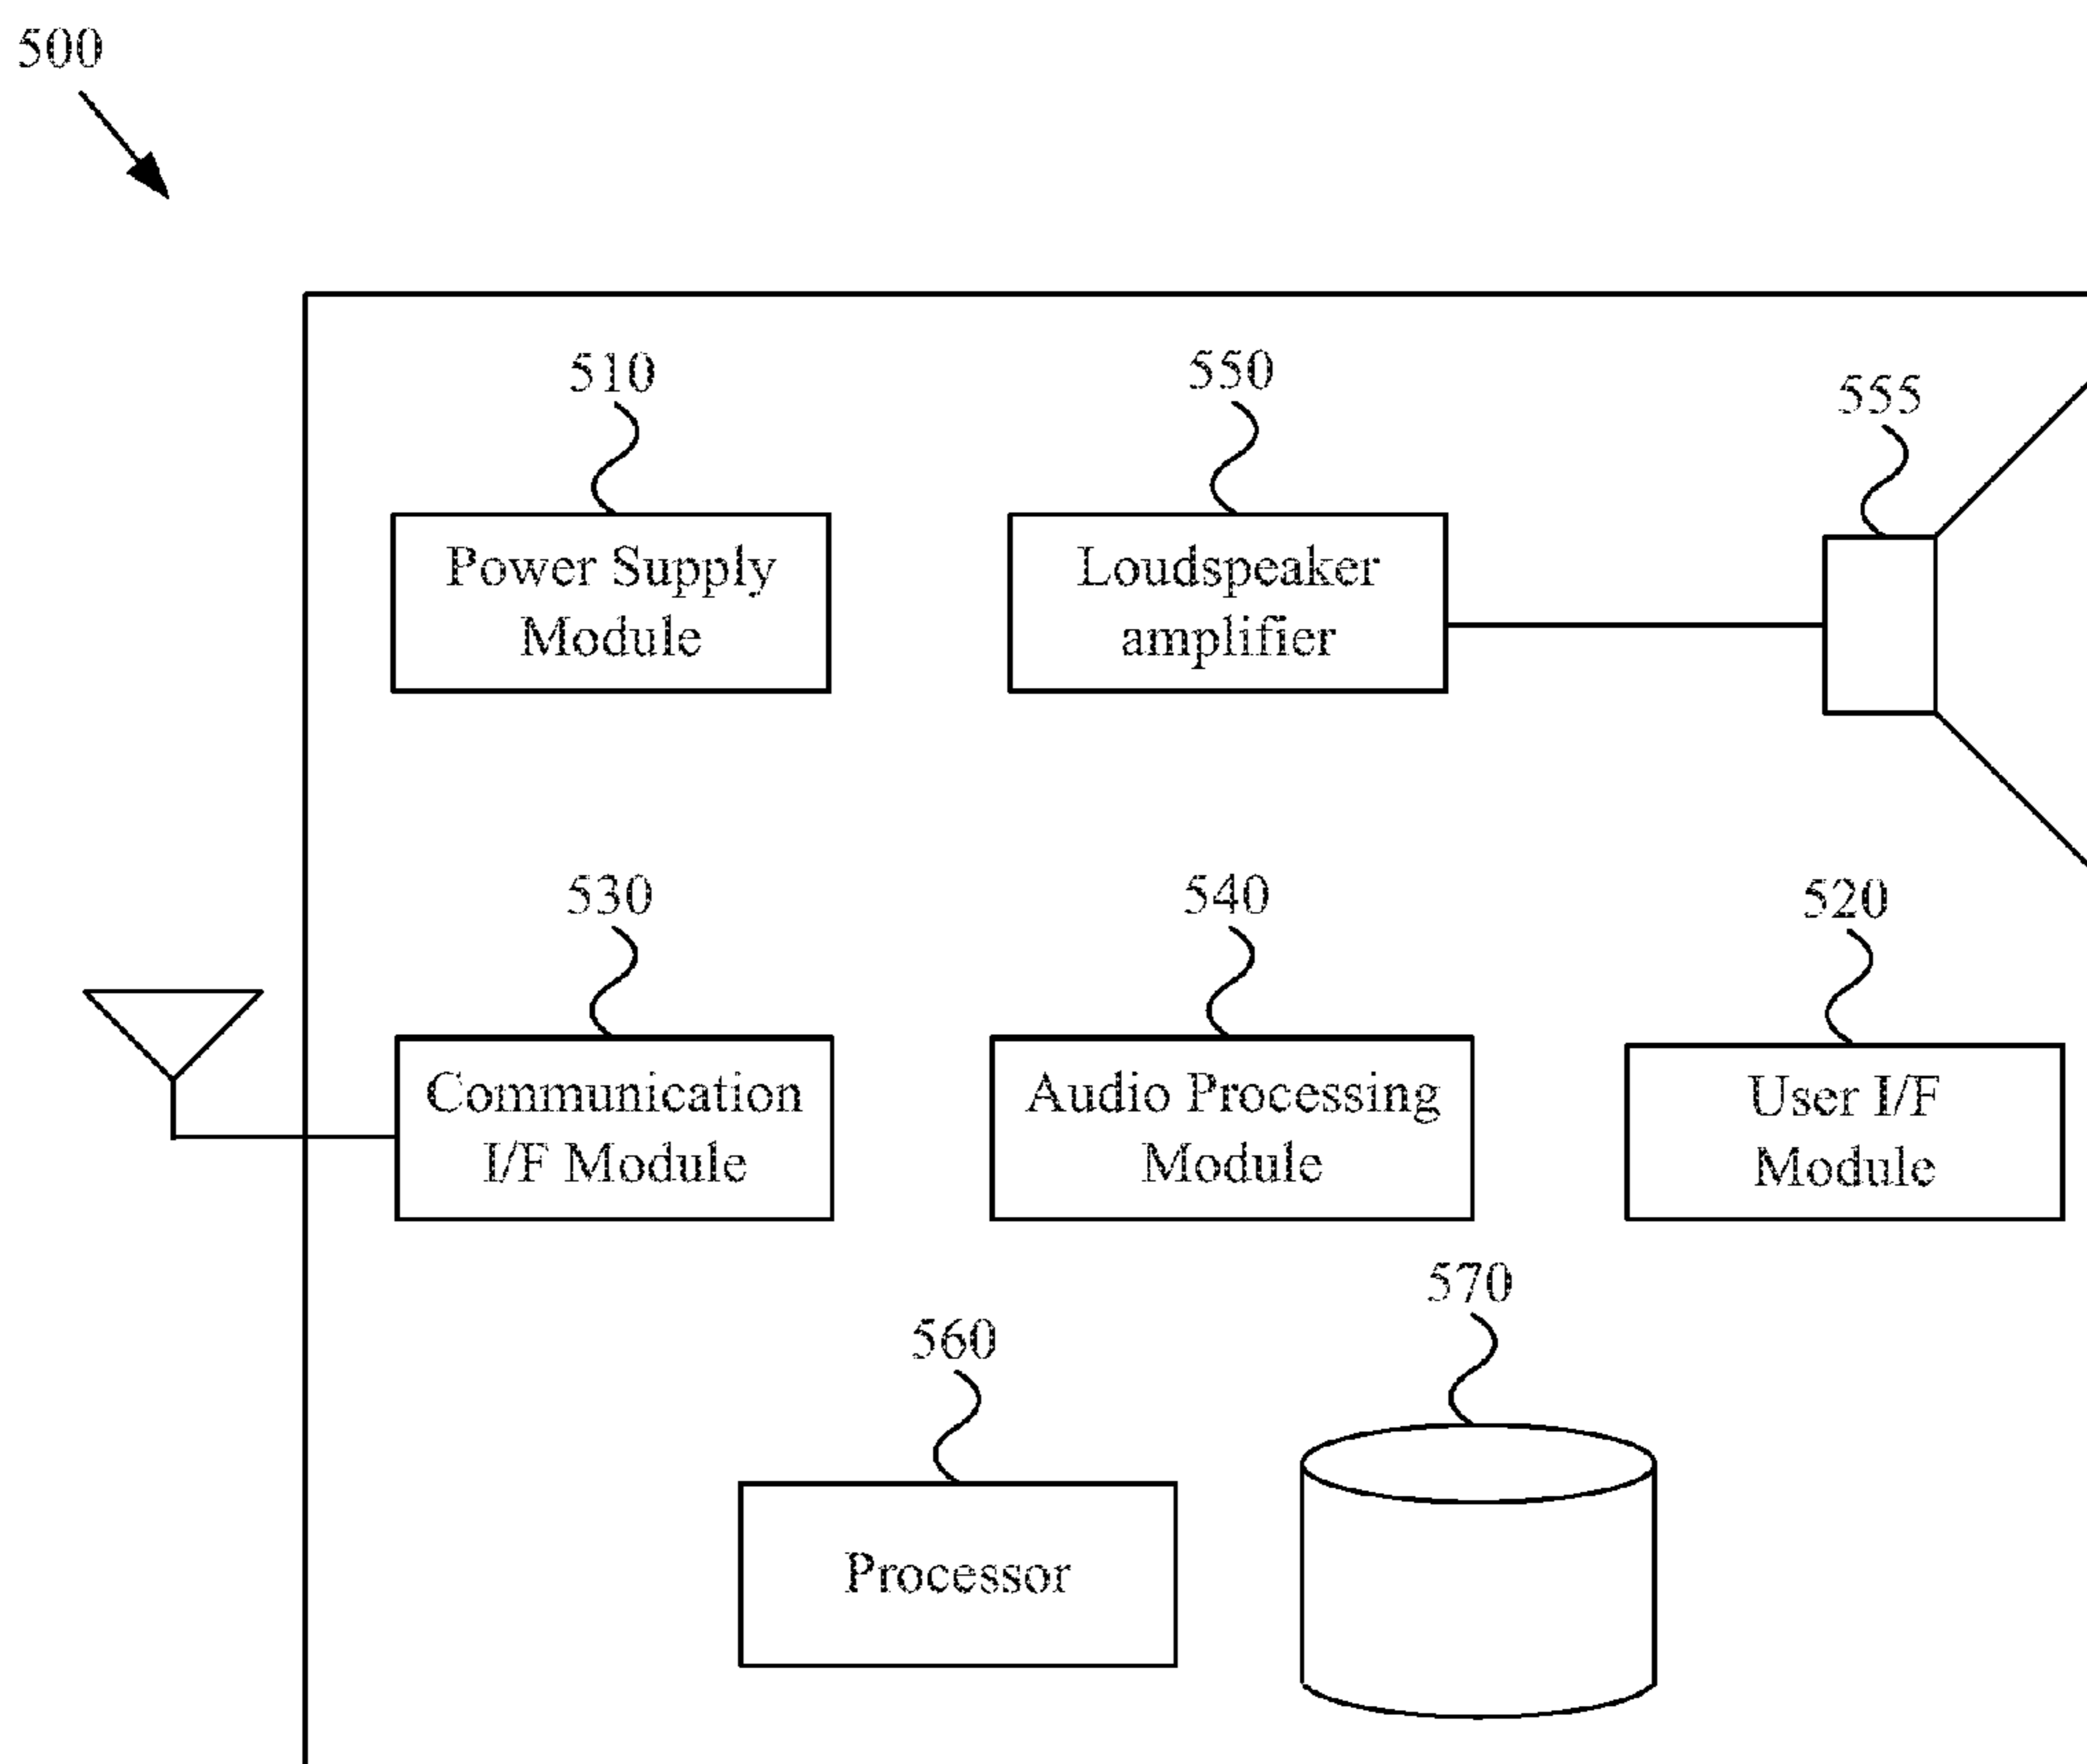 500
510
550
555
Power Supply
Module
Loudspeaker
amplifier
530
540
520
Communication
I/F Module
Audio Processing
Module
User I/F
Module
560
570
Processor